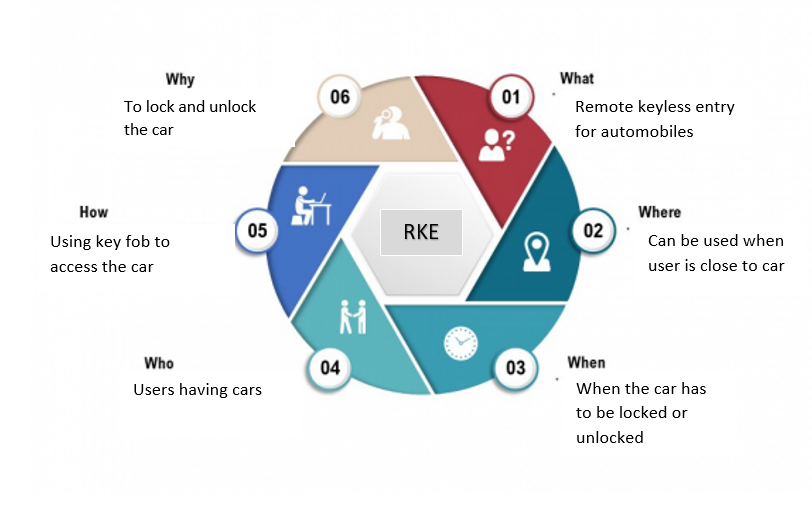 Why
To lock and unlock
the car
06
01
What
Remote keyless entry
for automobiles
?
How
Using key fob to
access the car
05
RKE
02
Where
Can be used when
user is close to car
Who
Users having cars
04
03
When
When the car has
to be locked or
unlocked